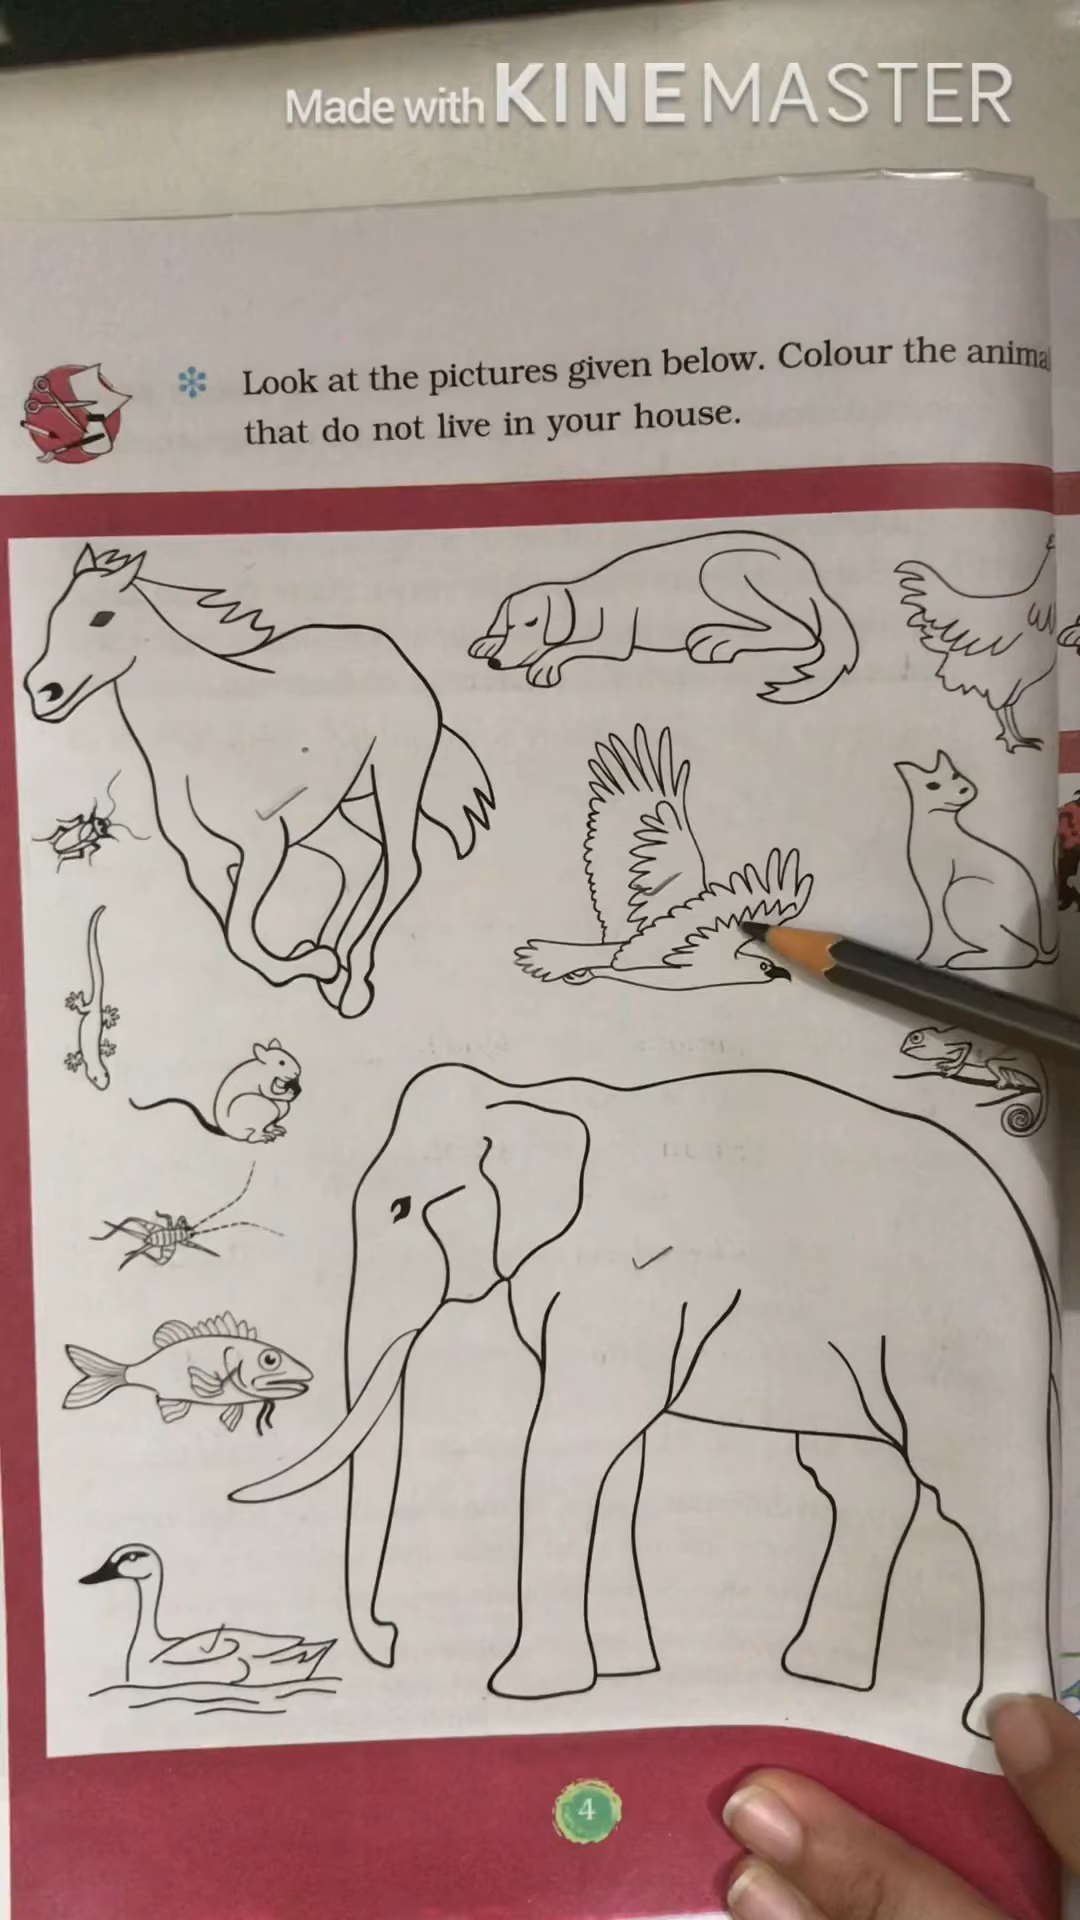 Made with KINEMASTER
Look at the pictures given below. Colour the anima
that do not live in your house.
4